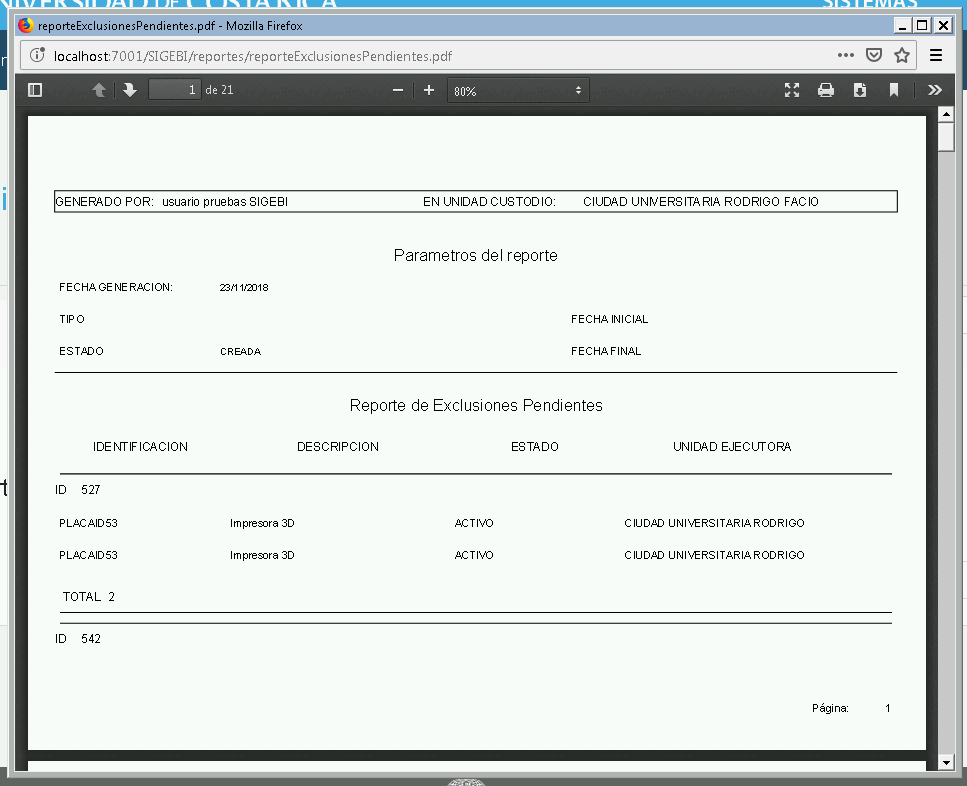 UNIVERSIDAD DE COSTA RICA SISTEMAS
reporteExclusionesPendientes.pdf - Mozilla Firefox
localhost:7001/SIGEBI/reportes/reporteExclusionesPendientes.pdf
1 de 21 80%
GENERADO POR: usuario pruebas SIGEBI EN UNIDAD CUSTODIO: CIUDAD UNIVERSITARIA RODRIGO FACIO
Parametros del reporte
FECHA GENERACION: 23/11/2018
TIPO FECHA INICIAL
ESTADO CREADA FECHA FINAL
Reporte de Exclusiones Pendientes
IDENTIFICACION DESCRIPCION ESTADO UNIDAD EJECUTORA
ID 527
PLACAID53 Impresora 3D ACTIVO CIUDAD UNIVERSITARIA RODRIGO
PLACAID53 Impresora 3D ACTIVO CIUDAD UNIVERSITARIA RODRIGO
TOTAL 2
ID 542
Página: 1